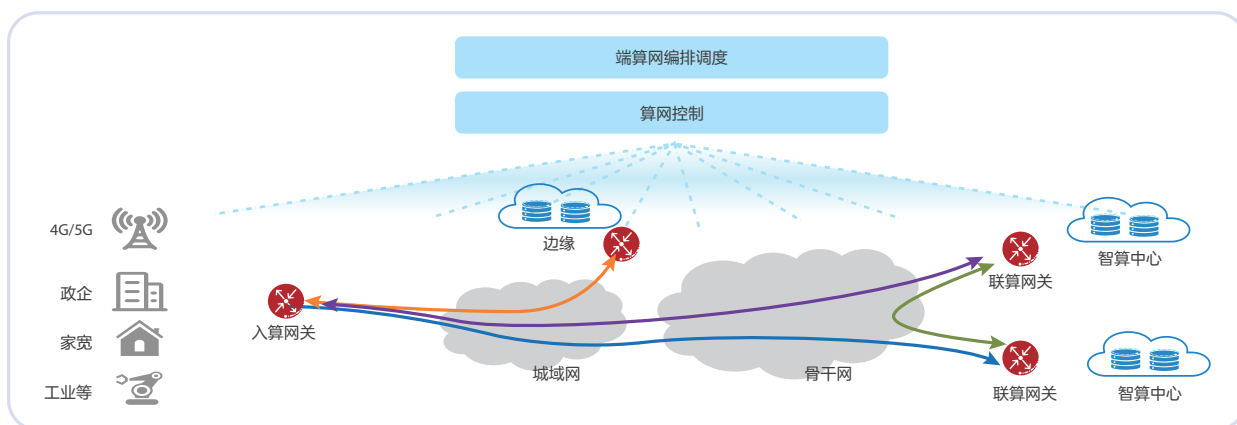 端算网编排调度
算网控制
4G/5G
边缘
智算中心
政企
联算网关
入算网关
家宽
城域网
骨干网
工业等
联算网关
智算中心